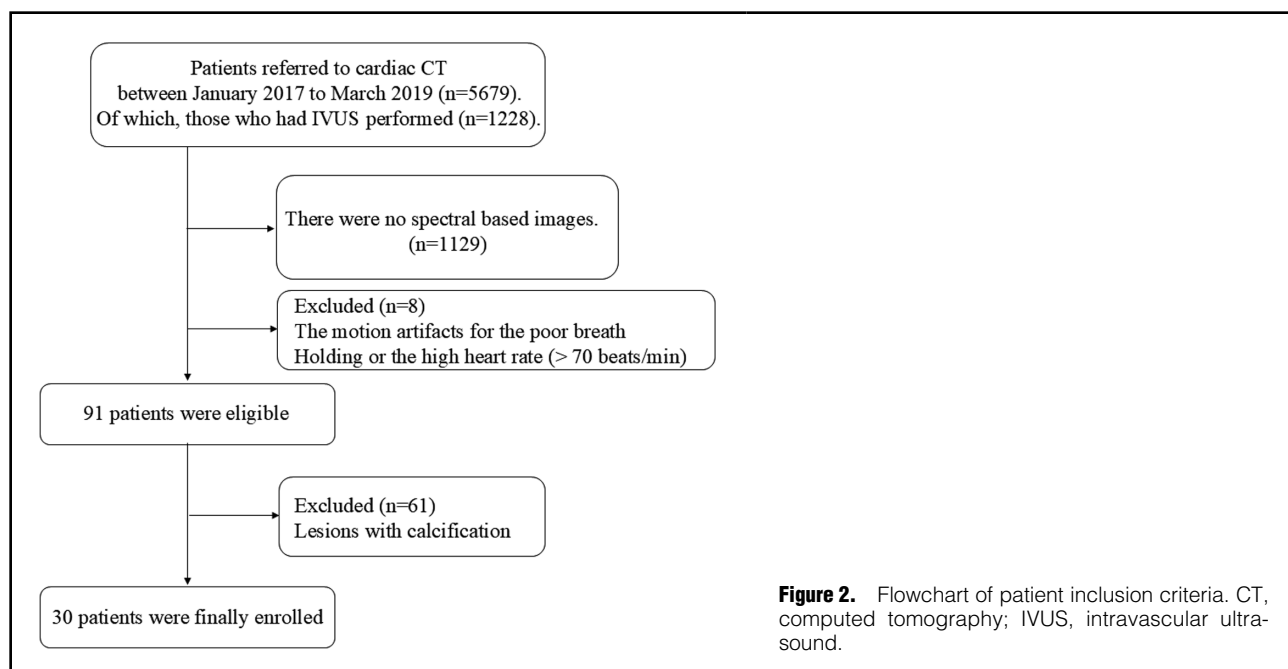 Patients referred to cardiac CT
between January 2017 to March 2019 (n=5679).
Of which, those who had IVUS performed (n=1228).
There were no spectral based images.
(n=1129)
Excluded (n=8)
The motion artifacts for the poor breath
Holding or the high heart rate (> 70 beats/min)
91 patients were eligible
Excluded (n=61)
Lesions with calcification
30 patients were finally enrolled
Figure 2. Flowchart of patient inclusion criteria. CT,
computed tomography; IVUS, intravascular ultra-
sound.